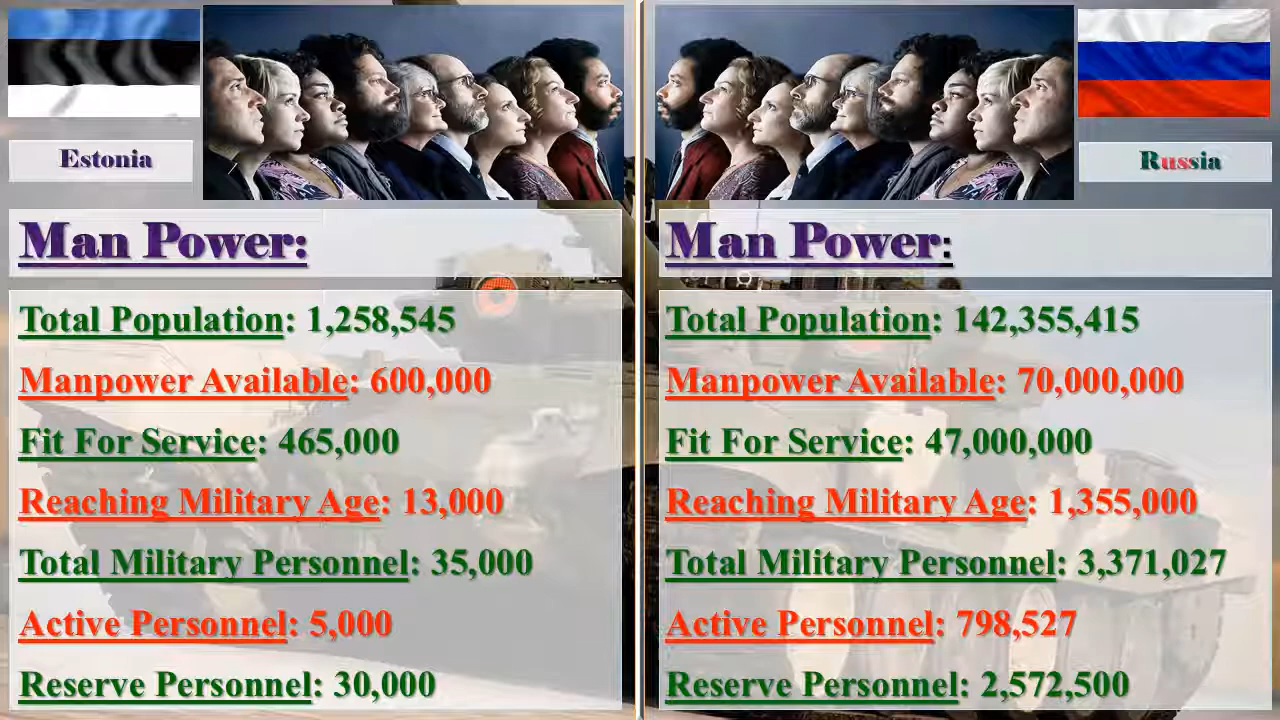 Estonia
Man Power:
Total Population: 1,258,545
Manpower Available: 600,000
Fit For Service: 465,000
Reaching Military Age: 13,000
Total Military Personnel: 35,000
Active Personnel: 5,000
Reserve Personnel: 30,000
Russia
Man Power:
Total Population: 142,355,415
Manpower Available: 70,000,000
Fit For Service: 47,000,000
Reaching Military Age: 1,355,000
Total Military Personnel: 3,371,027
Active Personnel: 798,527
Reserve Personnel: 2,572,500